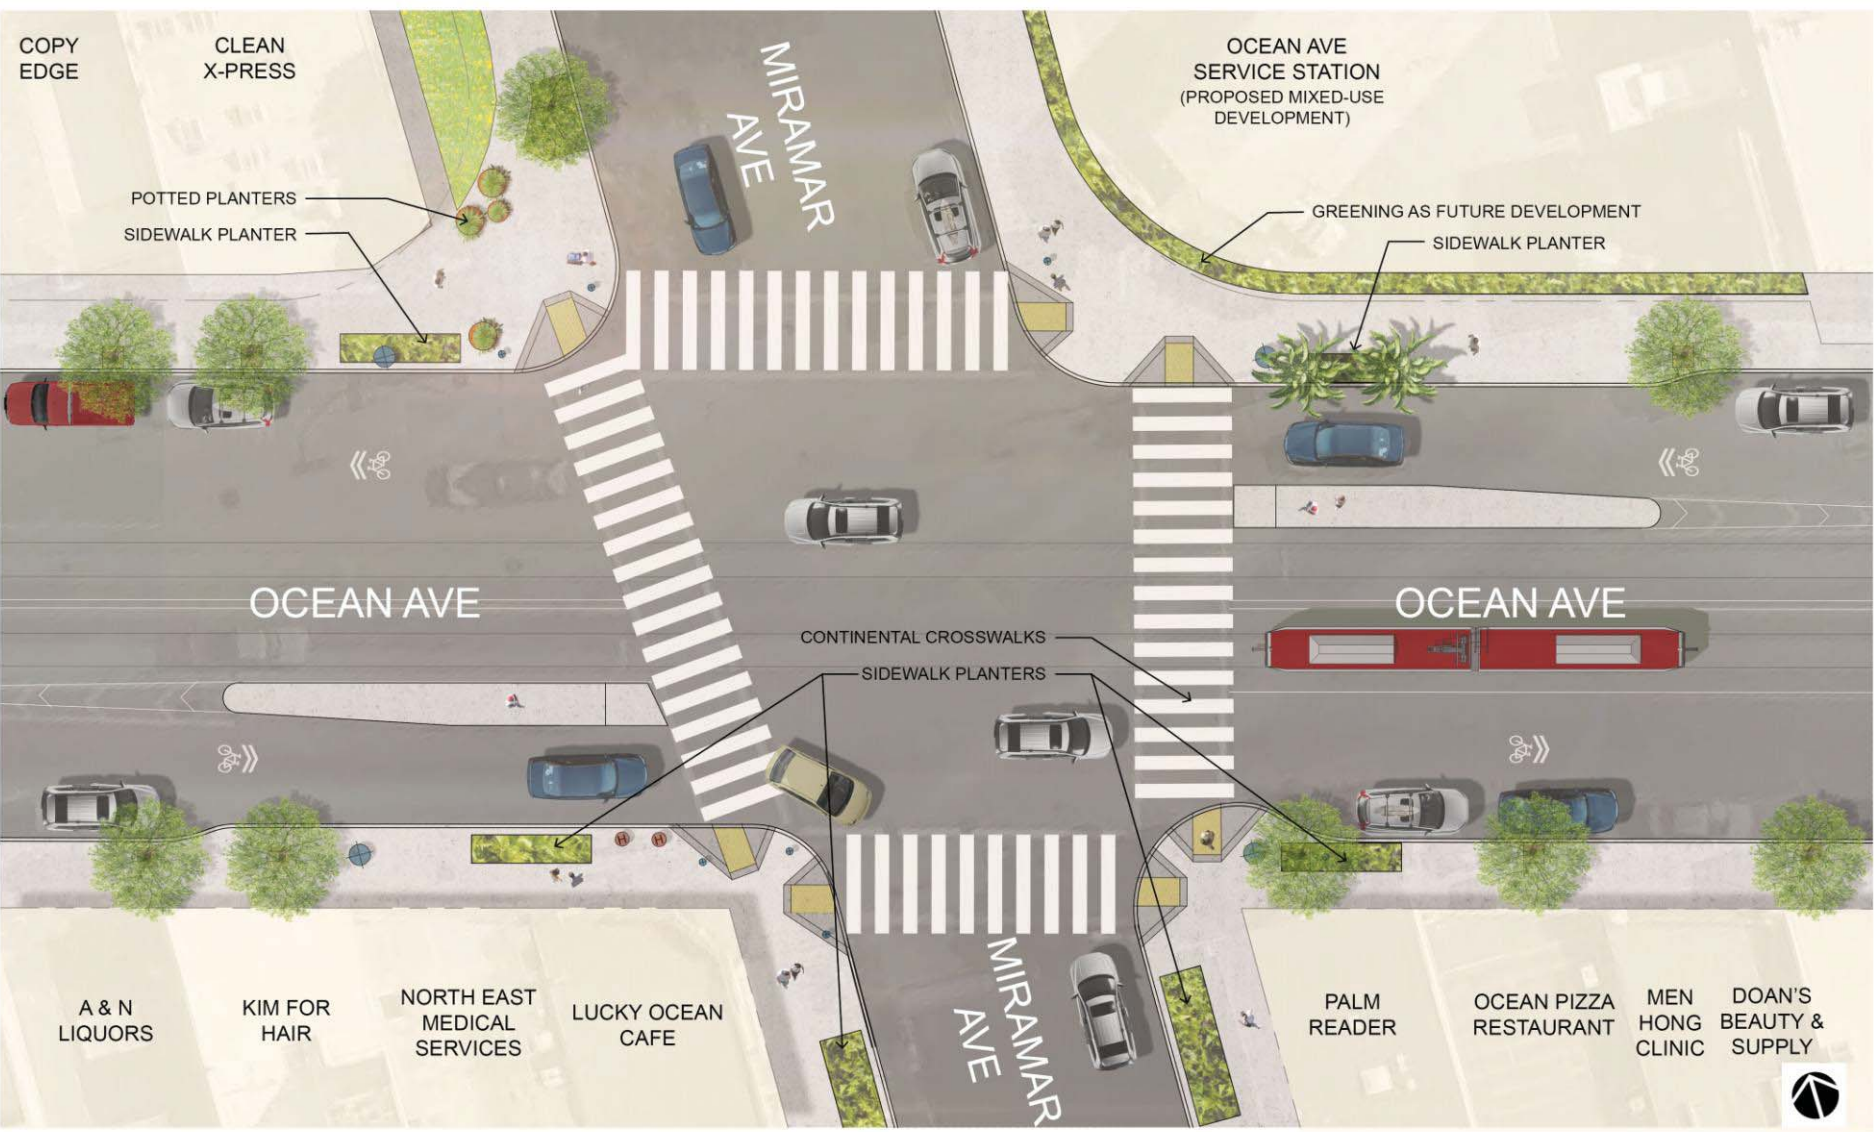 COPY
EDGE
CLEAN
X-PRESS
MIRAMAR
AVE
OCEAN AVE
SERVICE STATION
(PROPOSED MIXED-USE
DEVELOPMENT)
POTTED PLANTERS
SIDEWALK PLANTER
GREENING AS FUTURE DEVELOPMENT
SIDEWALK PLANTER
OCEAN AVE
OCEAN AVE
CONTINENTAL CROSSWALKS
SIDEWALK PLANTERS
H H
MIRAMAR
AVE
A & N
LIQUORS
KIM FOR
HAIR
NORTH EAST
MEDICAL
SERVICES
LUCKY OCEAN
CAFE
PALM
READER
OCEAN PIZZA
RESTAURANT
MEN
HONG
CLINIC
DOAN'S
BEAUTY &
SUPPLY